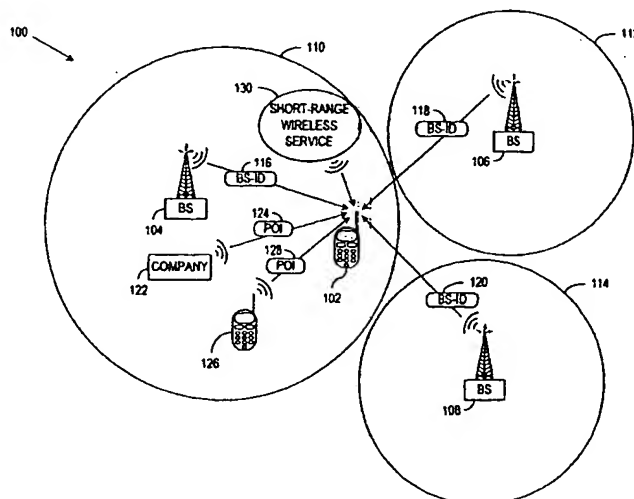 100
110
130
SHORT-RANGE
WIRELESS
SERVICE
118
BS-ID
BS
106
116
BS-ID
BS
104
124
POI
128
POI
COMPANY
122
102
126
120
BS-ID
114
BS
108